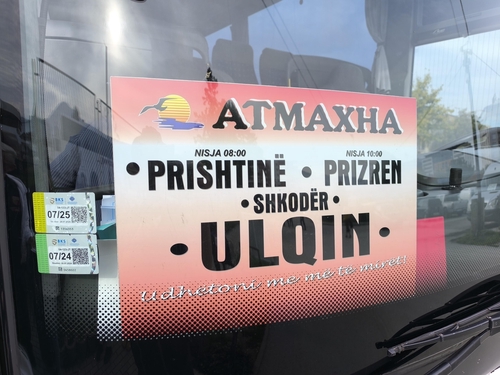 ATMAXHA
NISJA 08:00
NISJA 10:00
• PRISHTINË • PRIZREN
• SHKODËR •
• ULQIN •
Udhëtoni me më të mirët!
07/25
07/24